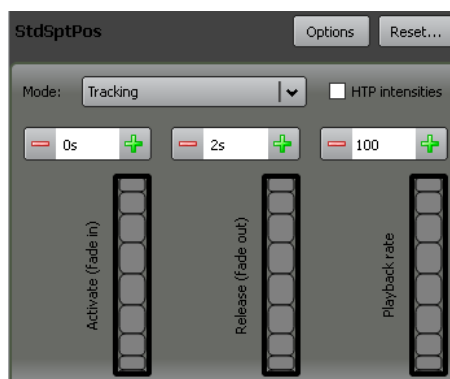 StdSptPos
Options
Reset...
Mode:
Tracking
HTP intensities
0s
2s
100
Activate (fade in)
Release (fade out)
Playback rate